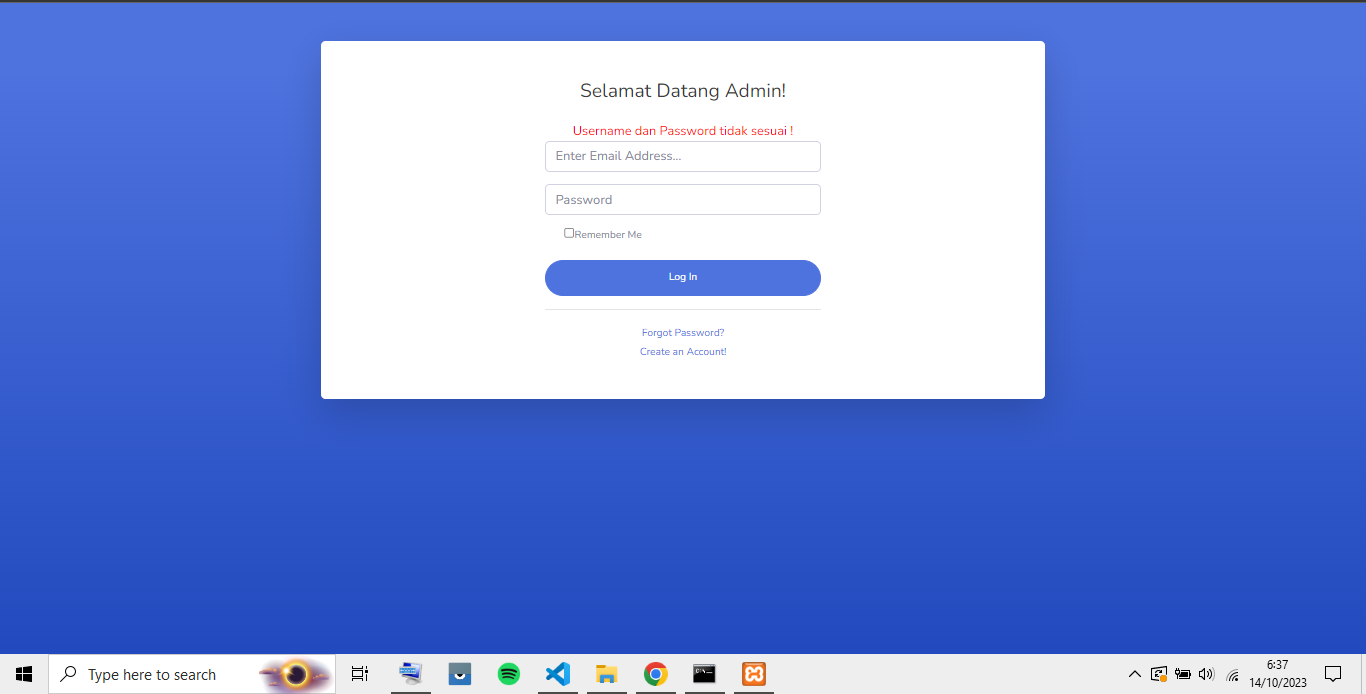 Selamat Datang Admin!
Username dan Password tidak sesuai !
Enter Email Address...
Password
Remember Me
Log In
Forgot Password?
Create an Account!
Type here to search
6:37
14/10/2023